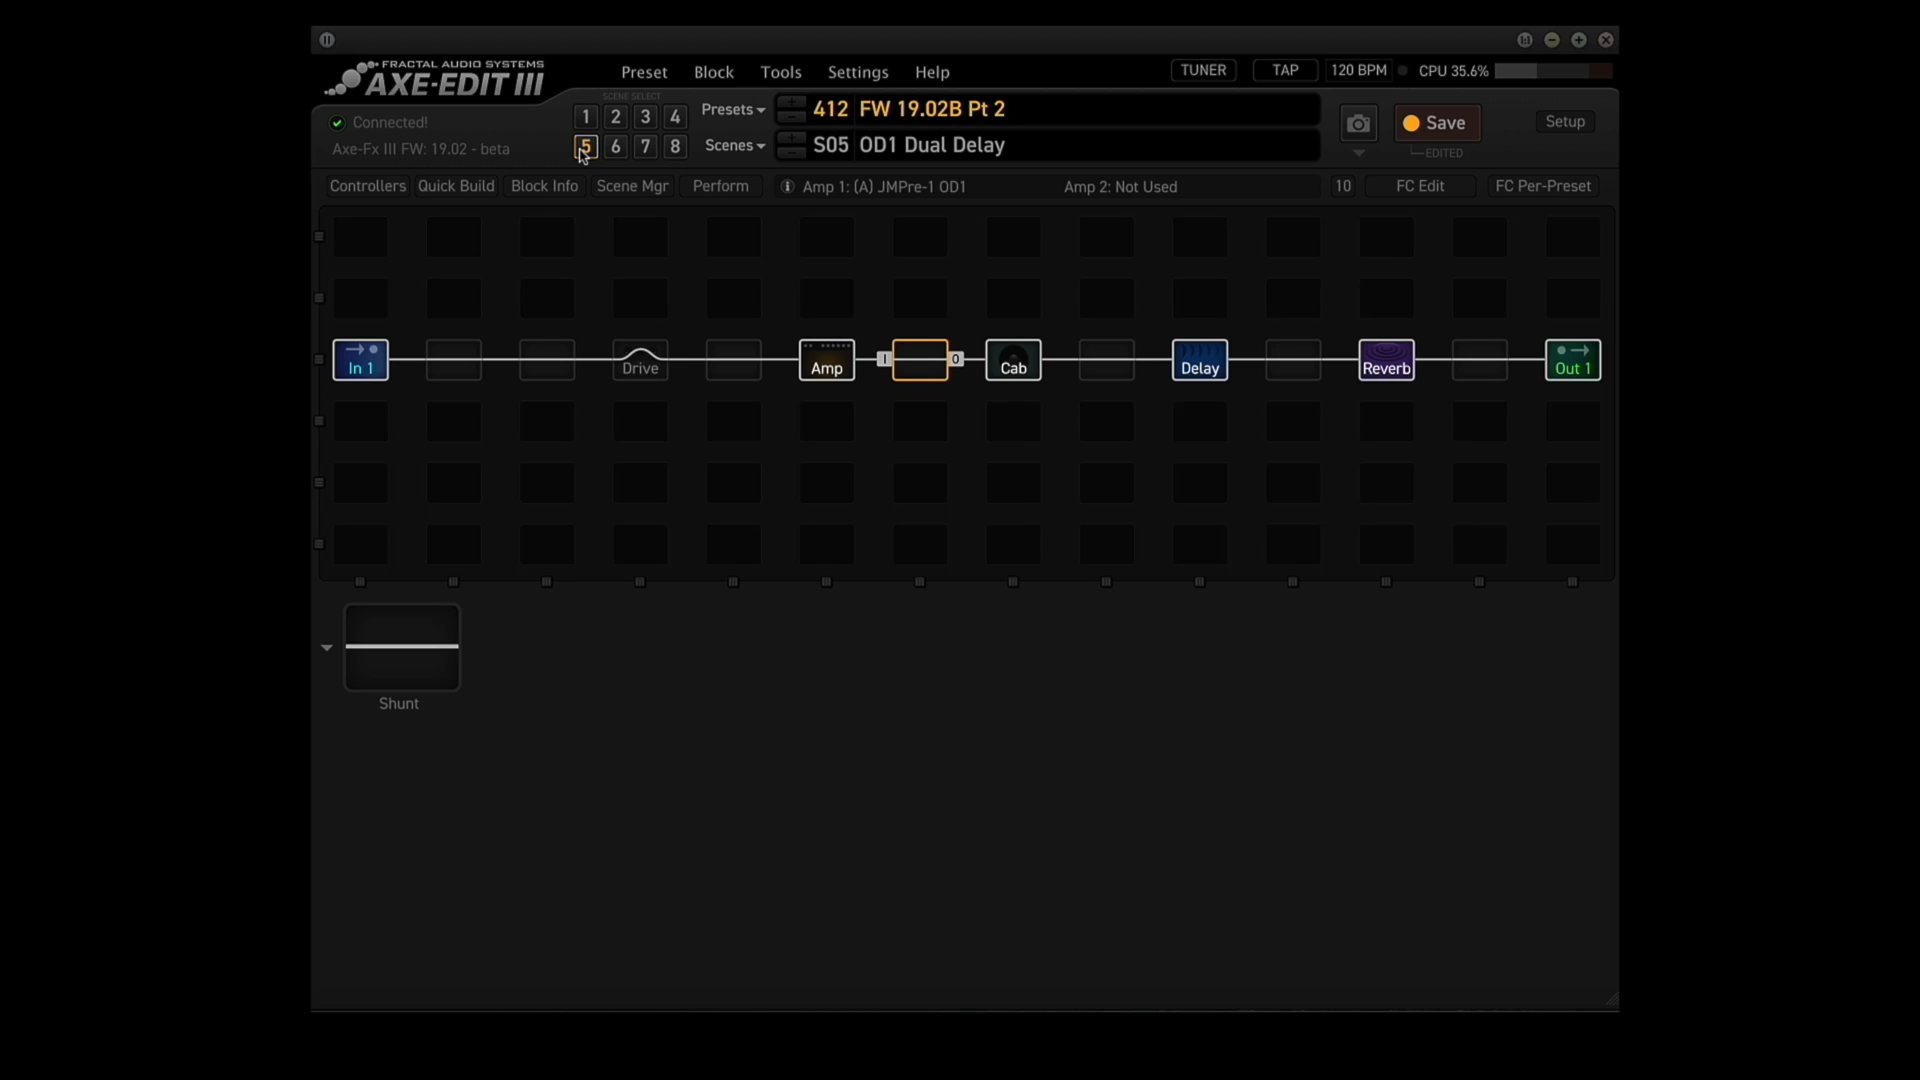 FRACTAL AUDIO SYSTEMS
AXE-EDIT III
Preset Block Tools Settings Help
TUNER TAP 120 BPM CPU 35.6%
SCENE SELECT
1 2 3 4
Presets
412 FW 19.02B Pt 2
Connected!
Save
Setup
5 6 7 8
Scenes
S05 OD1 Dual Delay
Axe-Fx III FW: 19.02 - beta
EDITED
Controllers Quick Build Block Info Scene Mgr Perform
Amp 1: (A) JMPre-1 OD1 Amp 2: Not Used
10 FC Edit FC Per-Preset
In 1 Drive Amp I O Cab Delay Reverb Out 1
Shunt